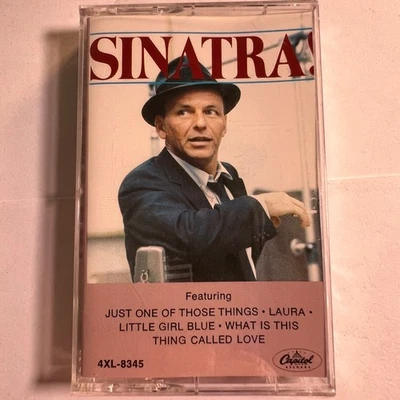 SINATRA!
Featuring
JUST ONE OF THOSE THINGS • LAURA •
LITTLE GIRL BLUE • WHAT IS THIS
THING CALLED LOVE
4XL-8345
Capitol
RECORDS